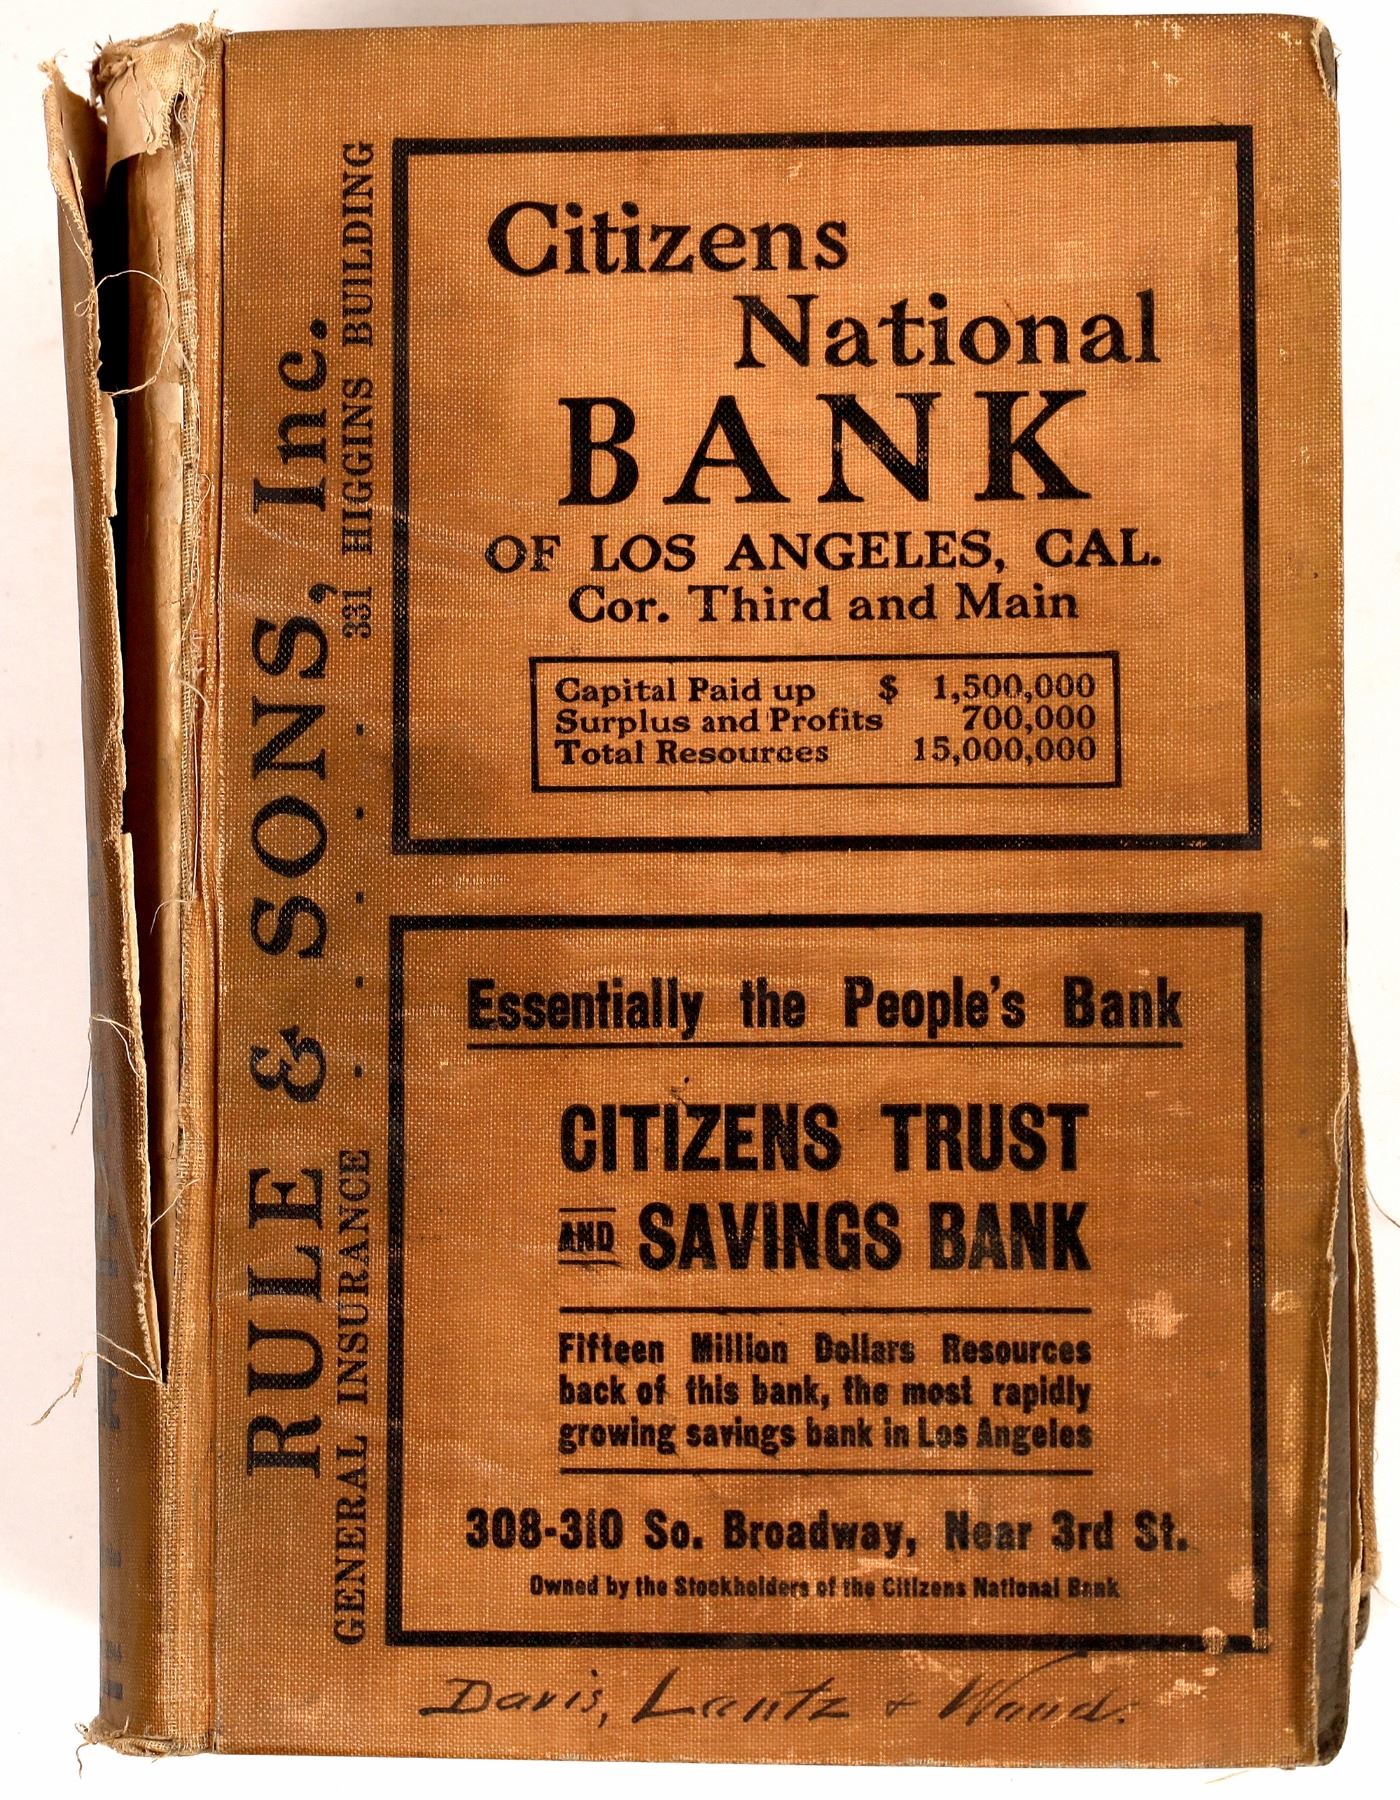 RULE & SONS, Inc.
GENERAL INSURANCE - - - - - 331 HIGGINS BUILDING
Citizens
National
BANK
OF LOS ANGELES, CAL.
Cor. Third and Main
Capital Paid up $ 1,500,000
Surplus and Profits 700,000
Total Resources 15,000,000
Essentially the People's Bank
CITIZENS TRUST
AND SAVINGS BANK
Fifteen Million Dollars Resources
back of this bank, the most rapidly
growing savings bank in Los Angeles
308-310 So. Broadway, Near 3rd St.
Owned by the Stockholders of the Citizens National Bank
Davis, Lantz + Wood.